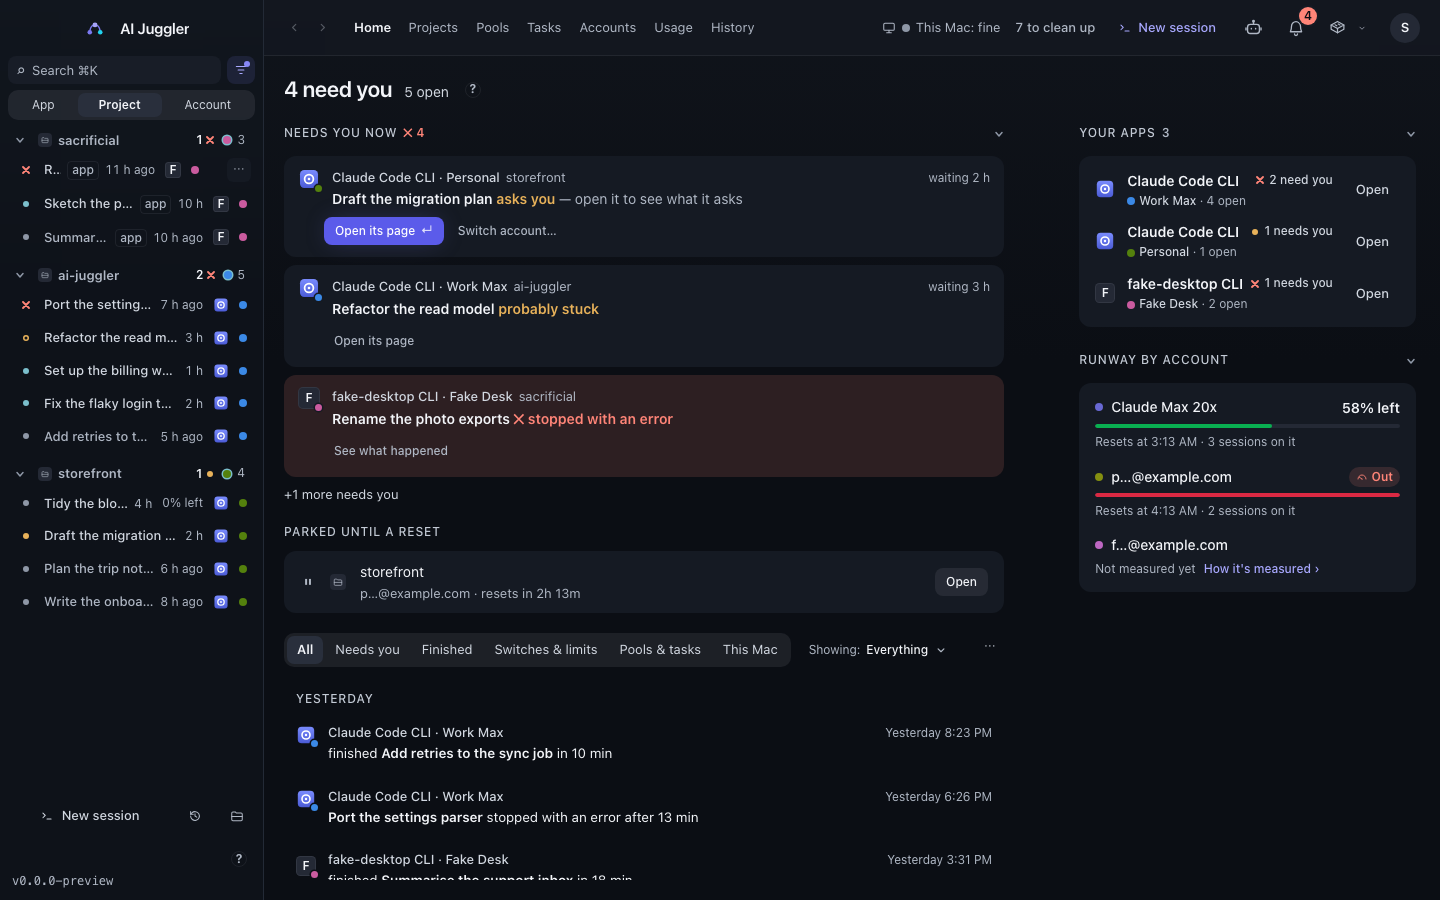 AI Juggler
Search ⌘K
App Project Account
sacrificial 1 3
R.. app 11 h ago F ...
Sketch the p... app 10 h F
Summar... app 10 h ago F
ai-juggler 2 5
Port the setting... 7 h ago
Refactor the read m... 3 h
Set up the billing w... 1 h
Fix the flaky login t... 2 h
Add retries to t... 5 h ago
storefront 1 4
Tidy the blo... 4 h 0% left
Draft the migration ... 2 h
Plan the trip not... 6 h ago
Write the onboa... 8 h ago
New session
?
v0.0.0-preview
Home Projects Pools Tasks Accounts Usage History
This Mac: fine 7 to clean up New session 4 S
4 need you 5 open ?
NEEDS YOU NOW 4
Claude Code CLI · Personal storefront waiting 2 h
Draft the migration plan asks you — open it to see what it asks
Open its page ↵ Switch account...
Claude Code CLI · Work Max ai-juggler waiting 3 h
Refactor the read model probably stuck
Open its page
F fake-desktop CLI · Fake Desk sacrificial
Rename the photo exports stopped with an error
See what happened
+1 more needs you
PARKED UNTIL A RESET
storefront
p...@example.com · resets in 2h 13m
Open
All Needs you Finished Switches & limits Pools & tasks This Mac Showing: Everything ...
YESTERDAY
Claude Code CLI · Work Max Yesterday 8:23 PM
finished Add retries to the sync job in 10 min
Claude Code CLI · Work Max Yesterday 6:26 PM
Port the settings parser stopped with an error after 13 min
F fake-desktop CLI · Fake Desk Yesterday 3:31 PM
finished Summarise the support inbox in 18 min
YOUR APPS 3
Claude Code CLI 2 need you
Work Max · 4 open
Open
Claude Code CLI 1 needs you
Personal · 1 open
Open
F fake-desktop CLI 1 needs you
Fake Desk · 2 open
Open
RUNWAY BY ACCOUNT
Claude Max 20x 58% left
Resets at 3:13 AM · 3 sessions on it
p...@example.com Out
Resets at 4:13 AM · 2 sessions on it
f...@example.com
Not measured yet How it's measured ›